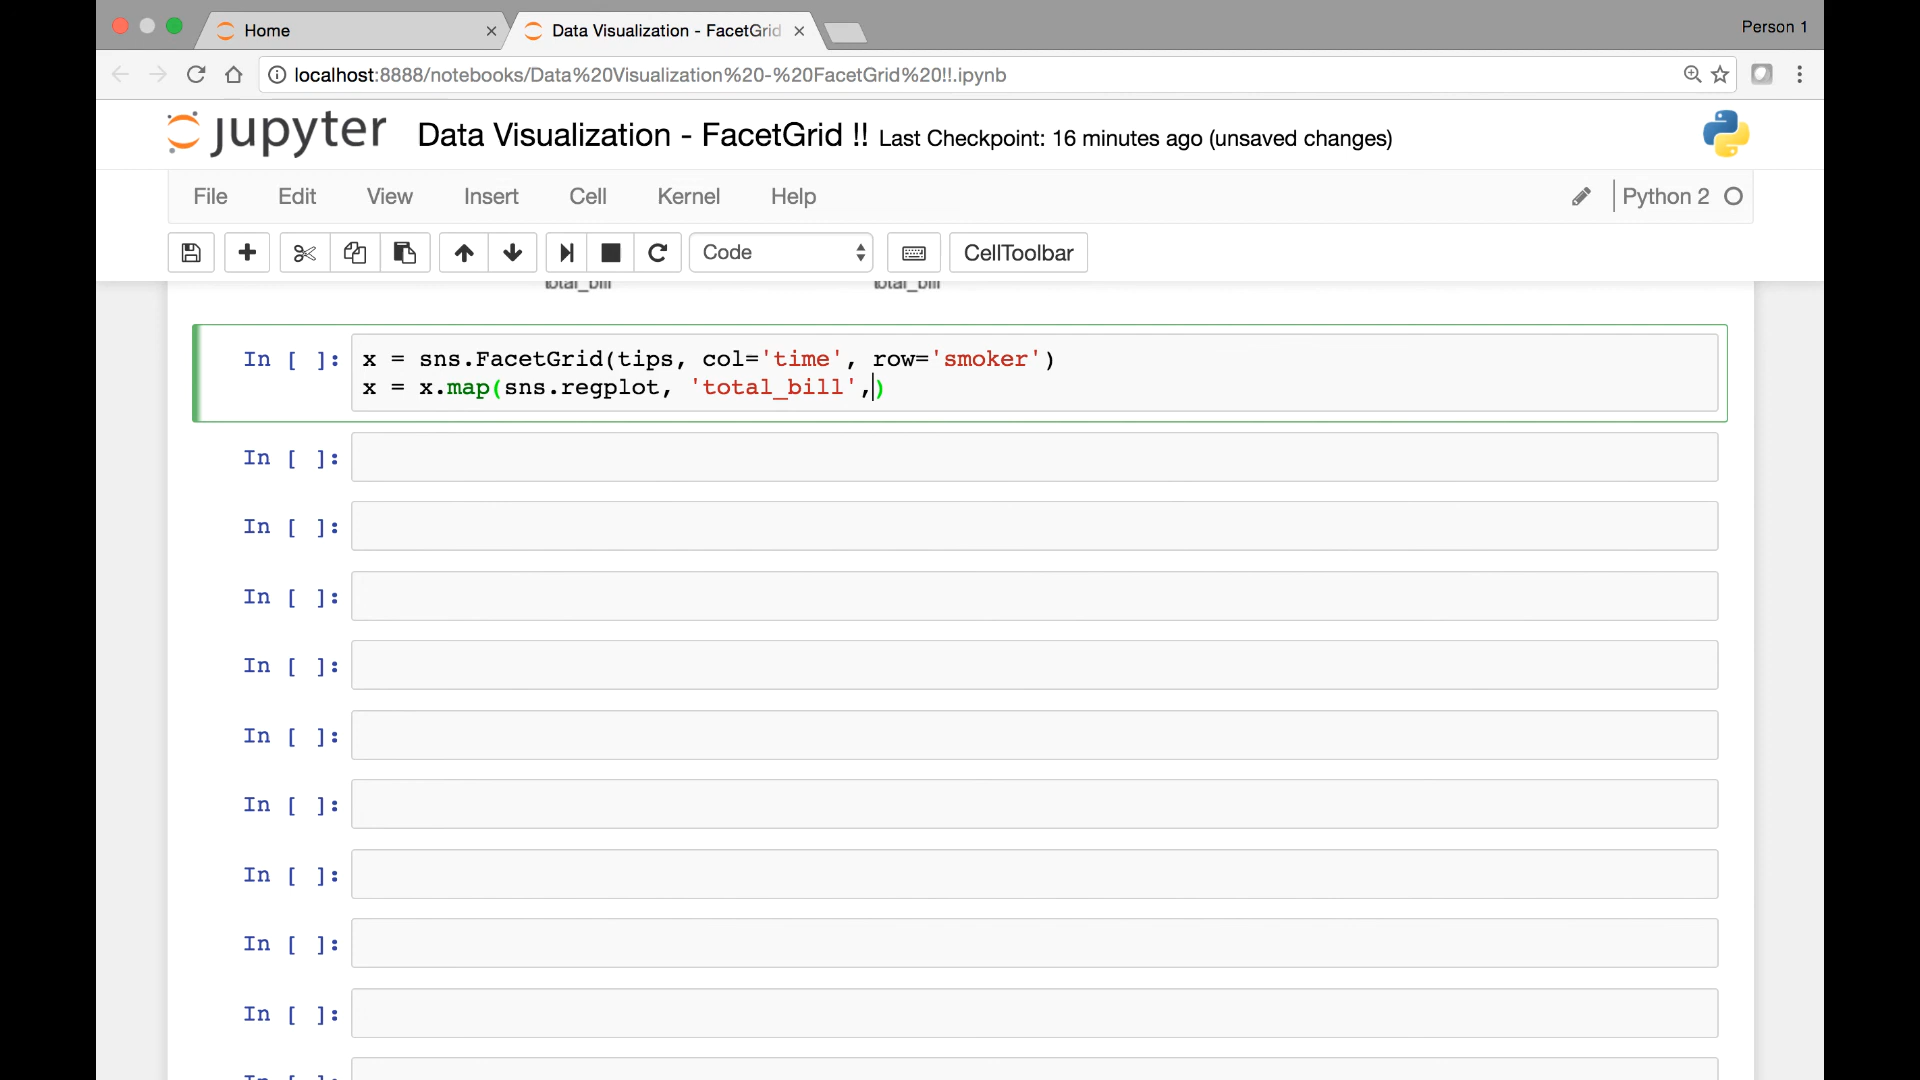 Home
Data Visualization - FacetGrid
Person 1
localhost:8888/notebooks/Data%20Visualization%20-%20FacetGrid%20!!.ipynb
jupyter Data Visualization - FacetGrid !! Last Checkpoint: 16 minutes ago (unsaved changes)
File Edit View Insert Cell Kernel Help Python 2
Code CellToolbar
total_bill total_bill
In [ ]: x = sns.FacetGrid(tips, col='time', row='smoker')
x = x.map(sns.regplot, 'total_bill',)
In [ ]:
In [ ]:
In [ ]:
In [ ]:
In [ ]:
In [ ]:
In [ ]:
In [ ]:
In [ ]:
In [ ]: